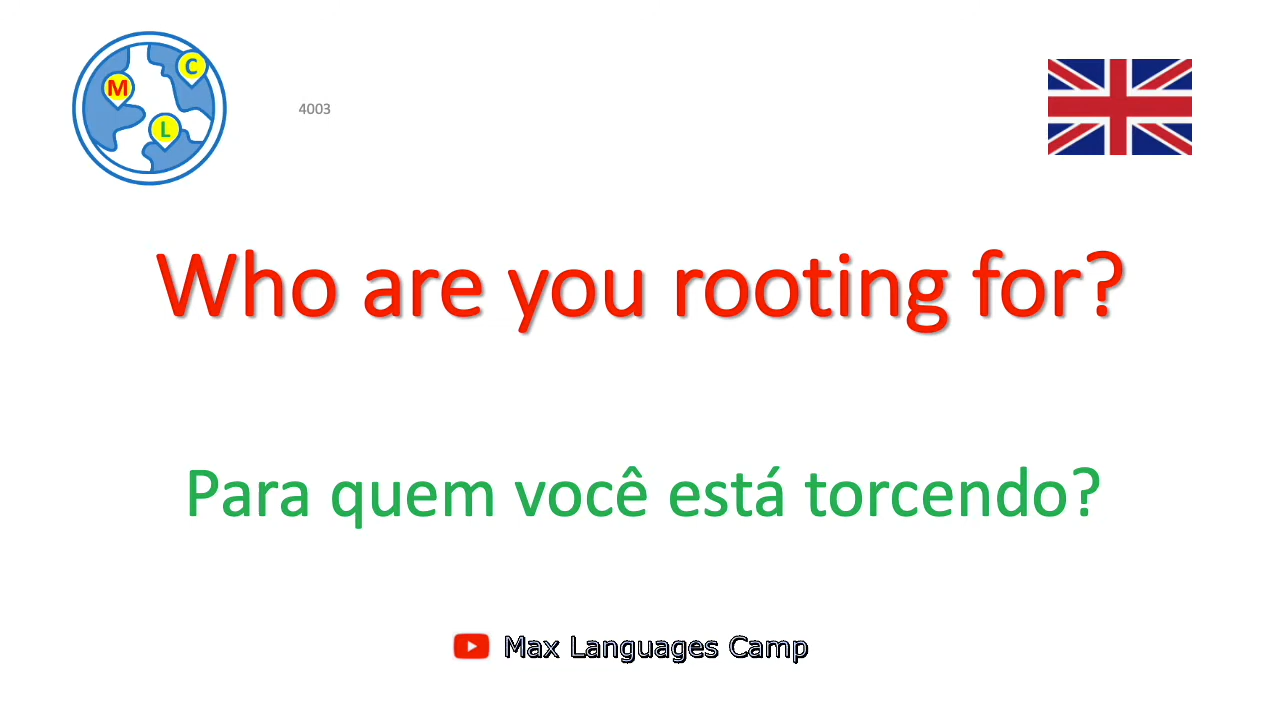 M
C
L
4003
Who are you rooting for?
Para quem você está torcendo?
Max Languages Camp